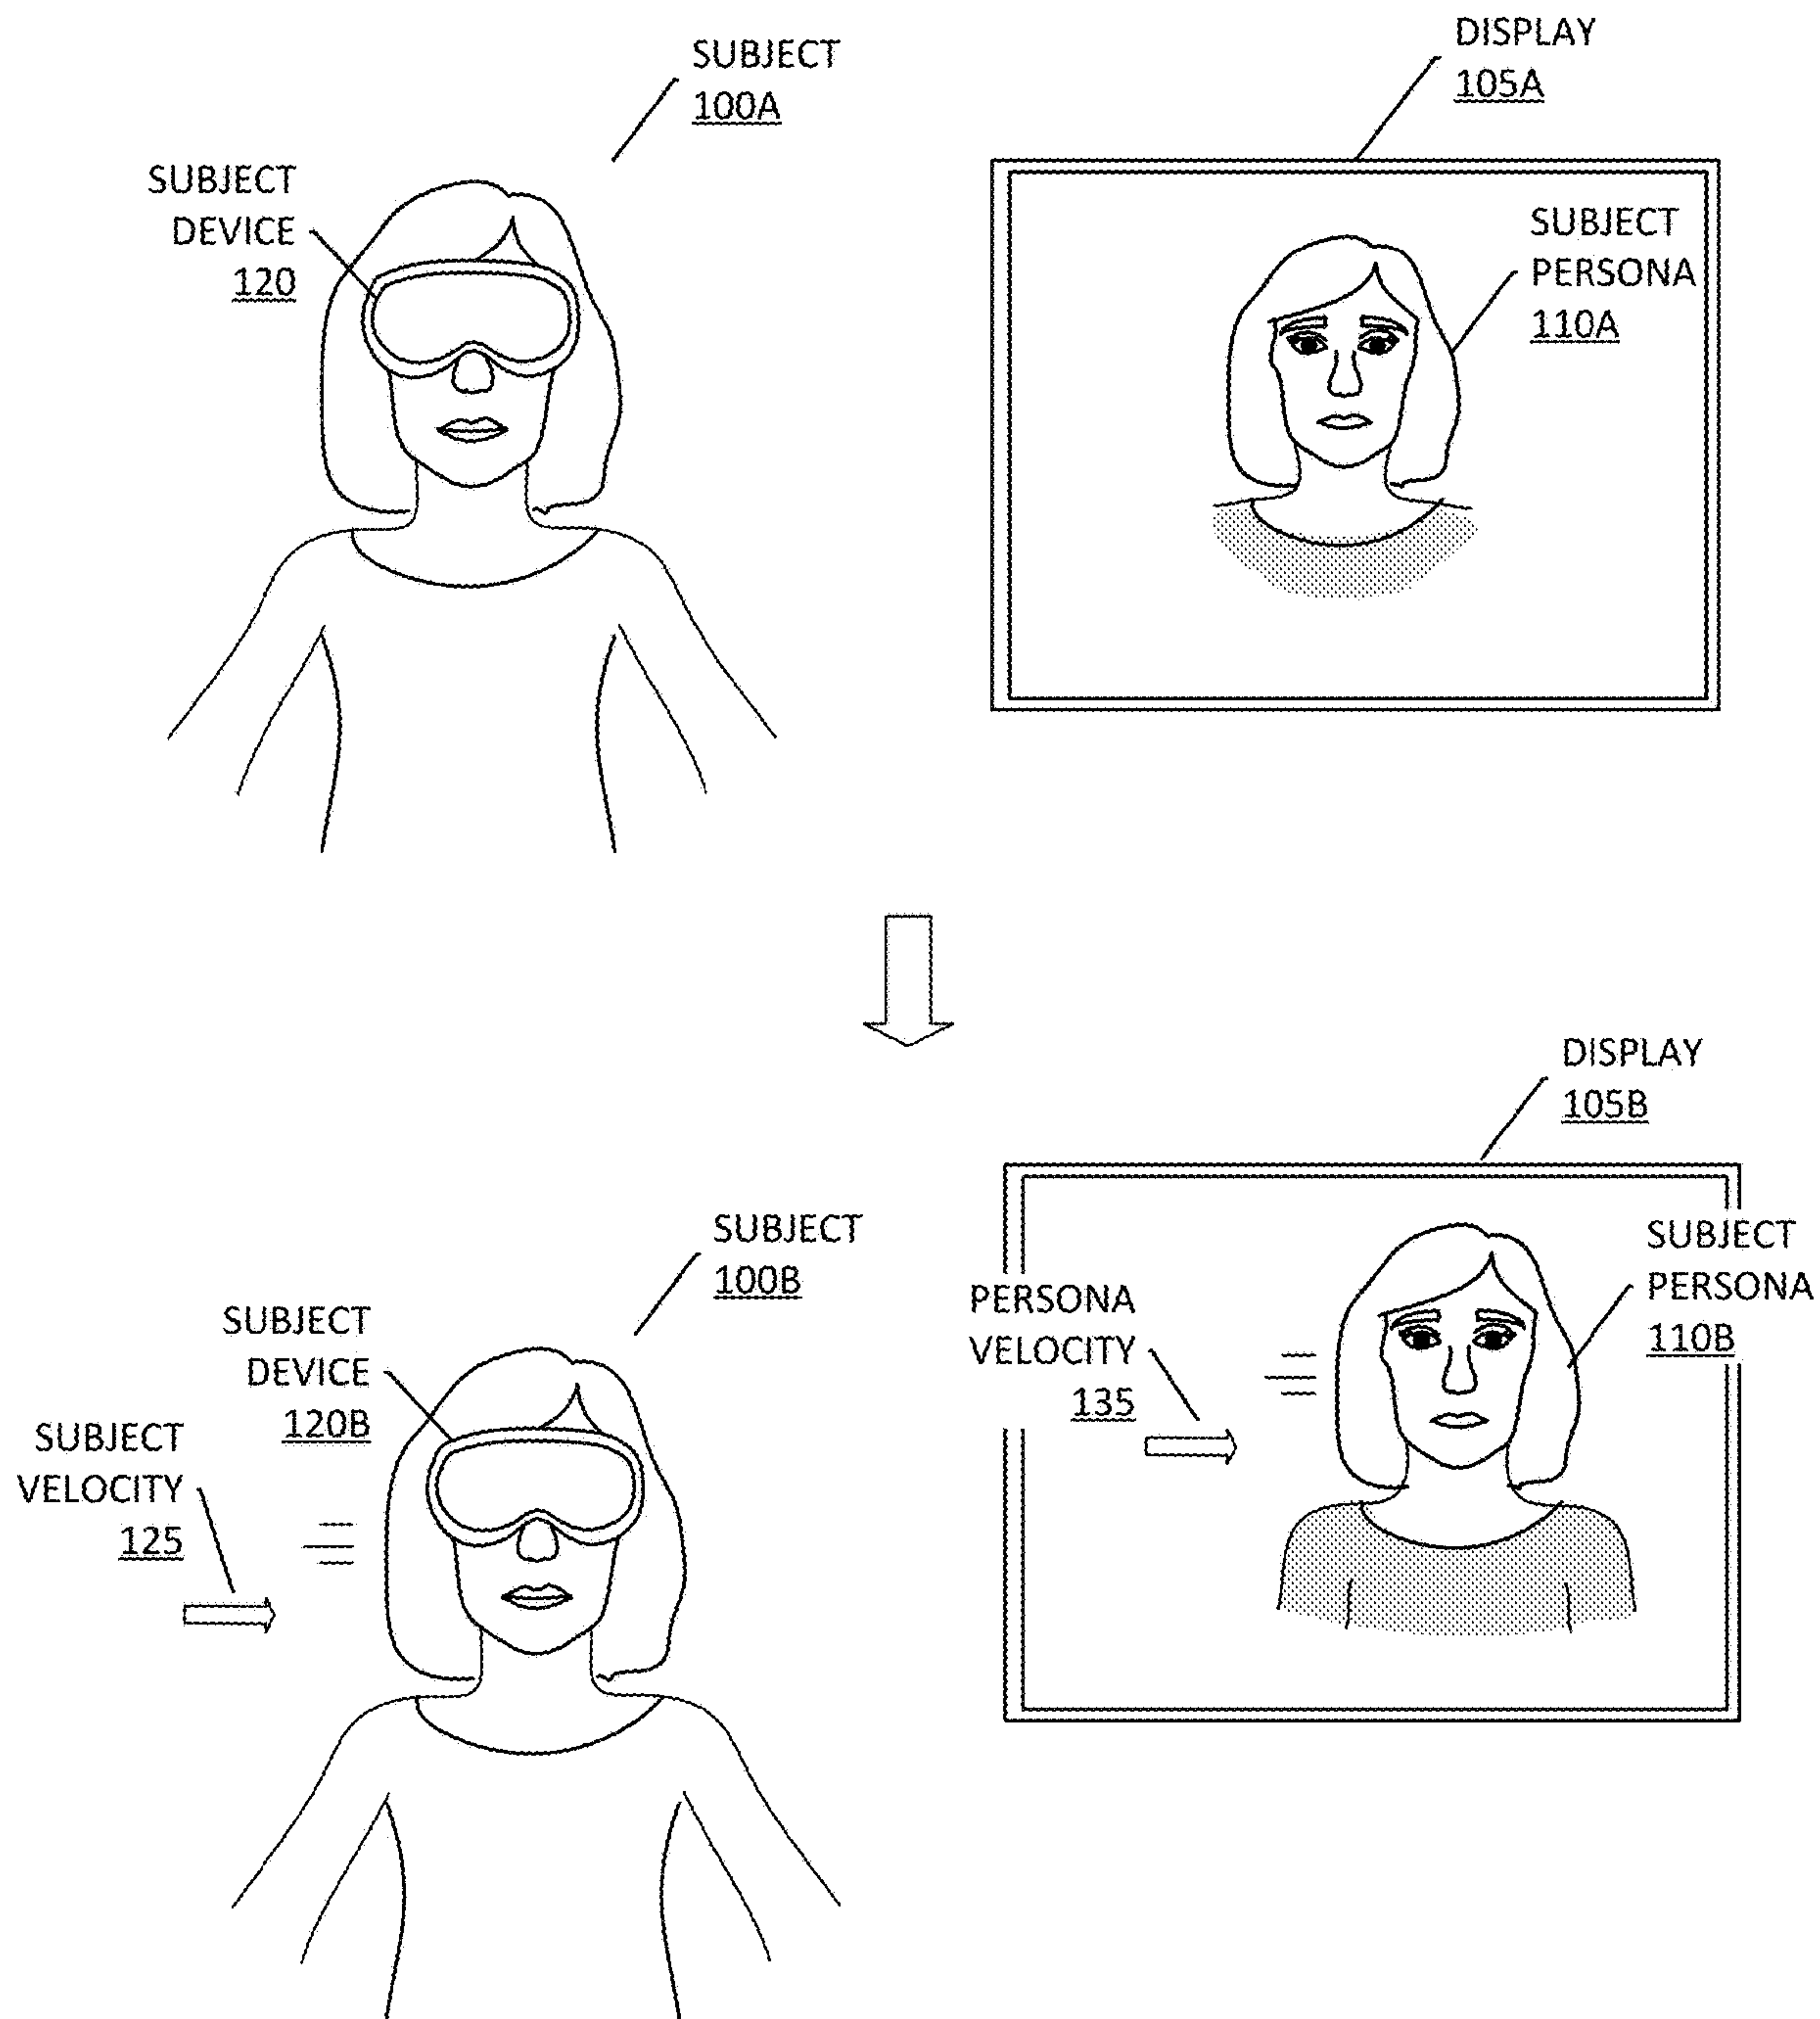 SUBJECT
100A
DISPLAY
105A
SUBJECT
DEVICE
120
SUBJECT
PERSONA
110A
DISPLAY
105B
SUBJECT
100B
SUBJECT
PERSONA
110B
PERSONA
VELOCITY
135
SUBJECT
DEVICE
120B
SUBJECT
VELOCITY
125